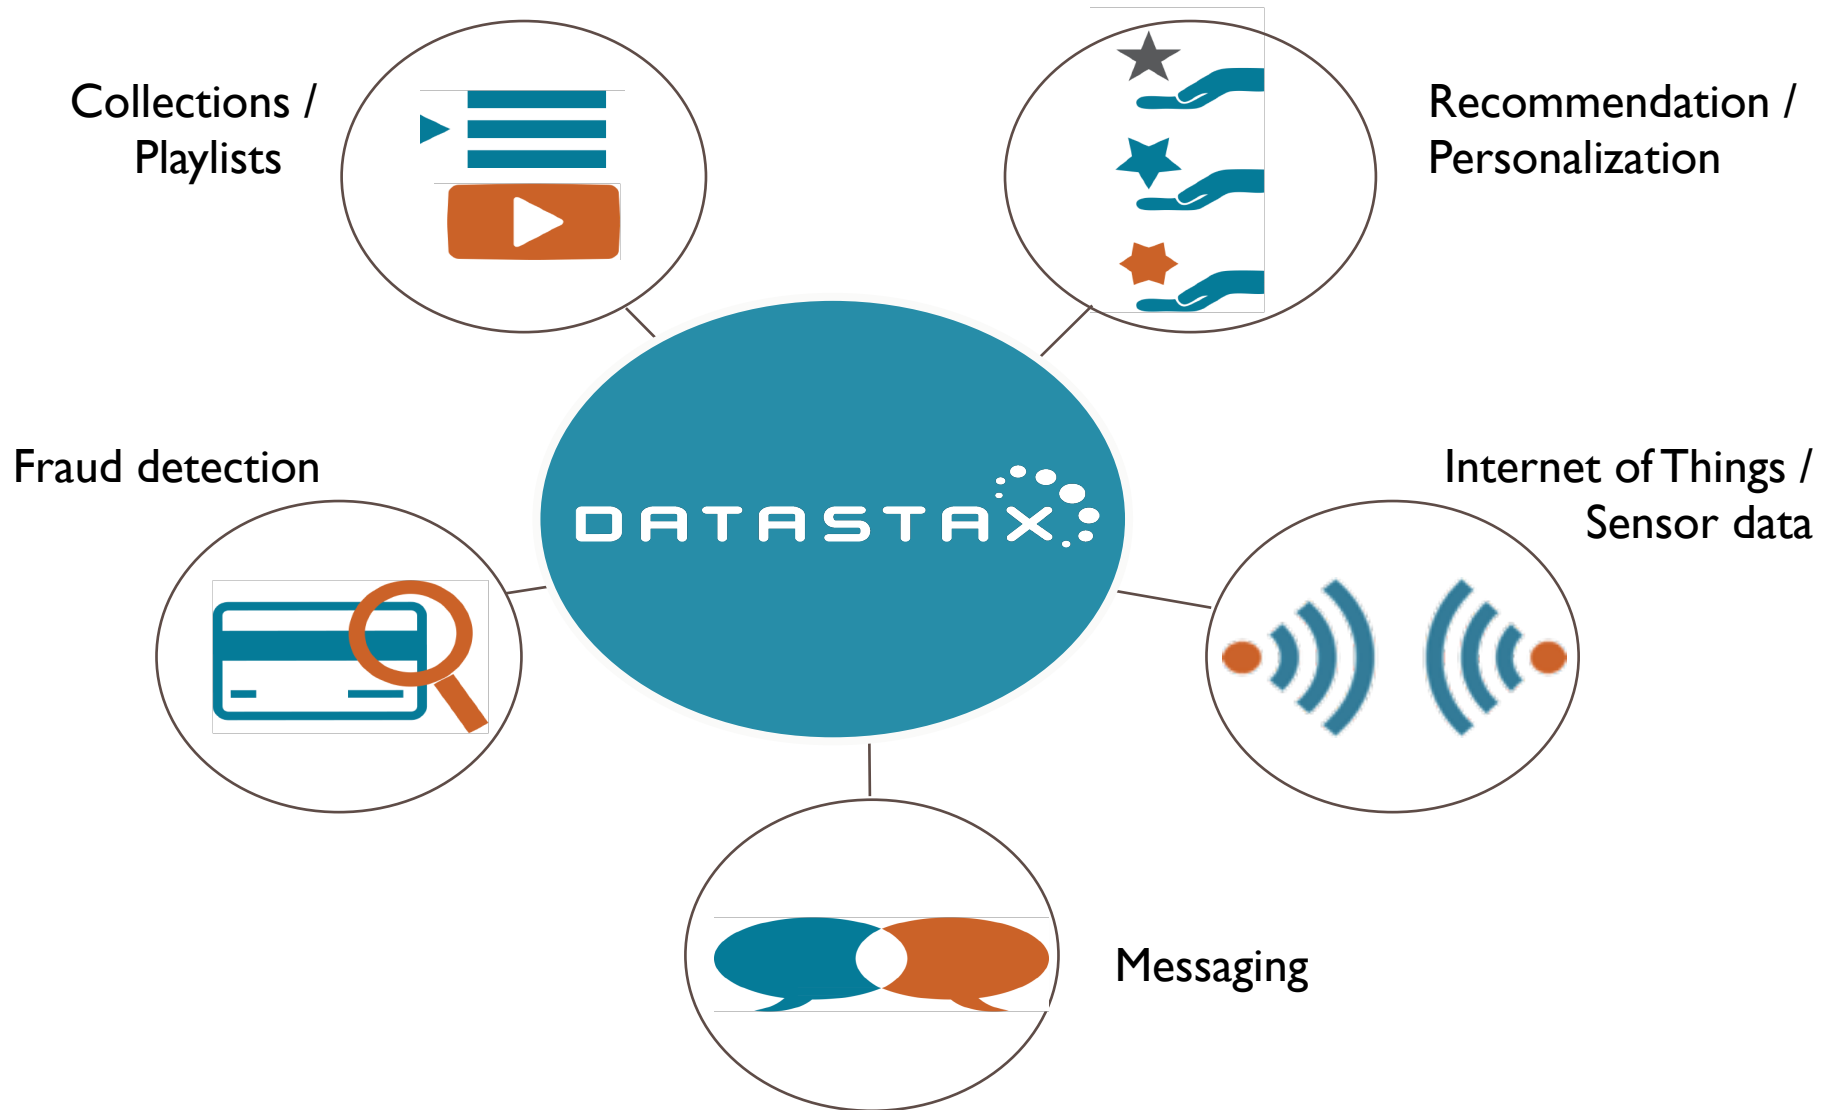 Collections /
Playlists
Recommendation /
Personalization
Fraud detection
DATASTAX
Internet of Things /
Sensor data
Messaging